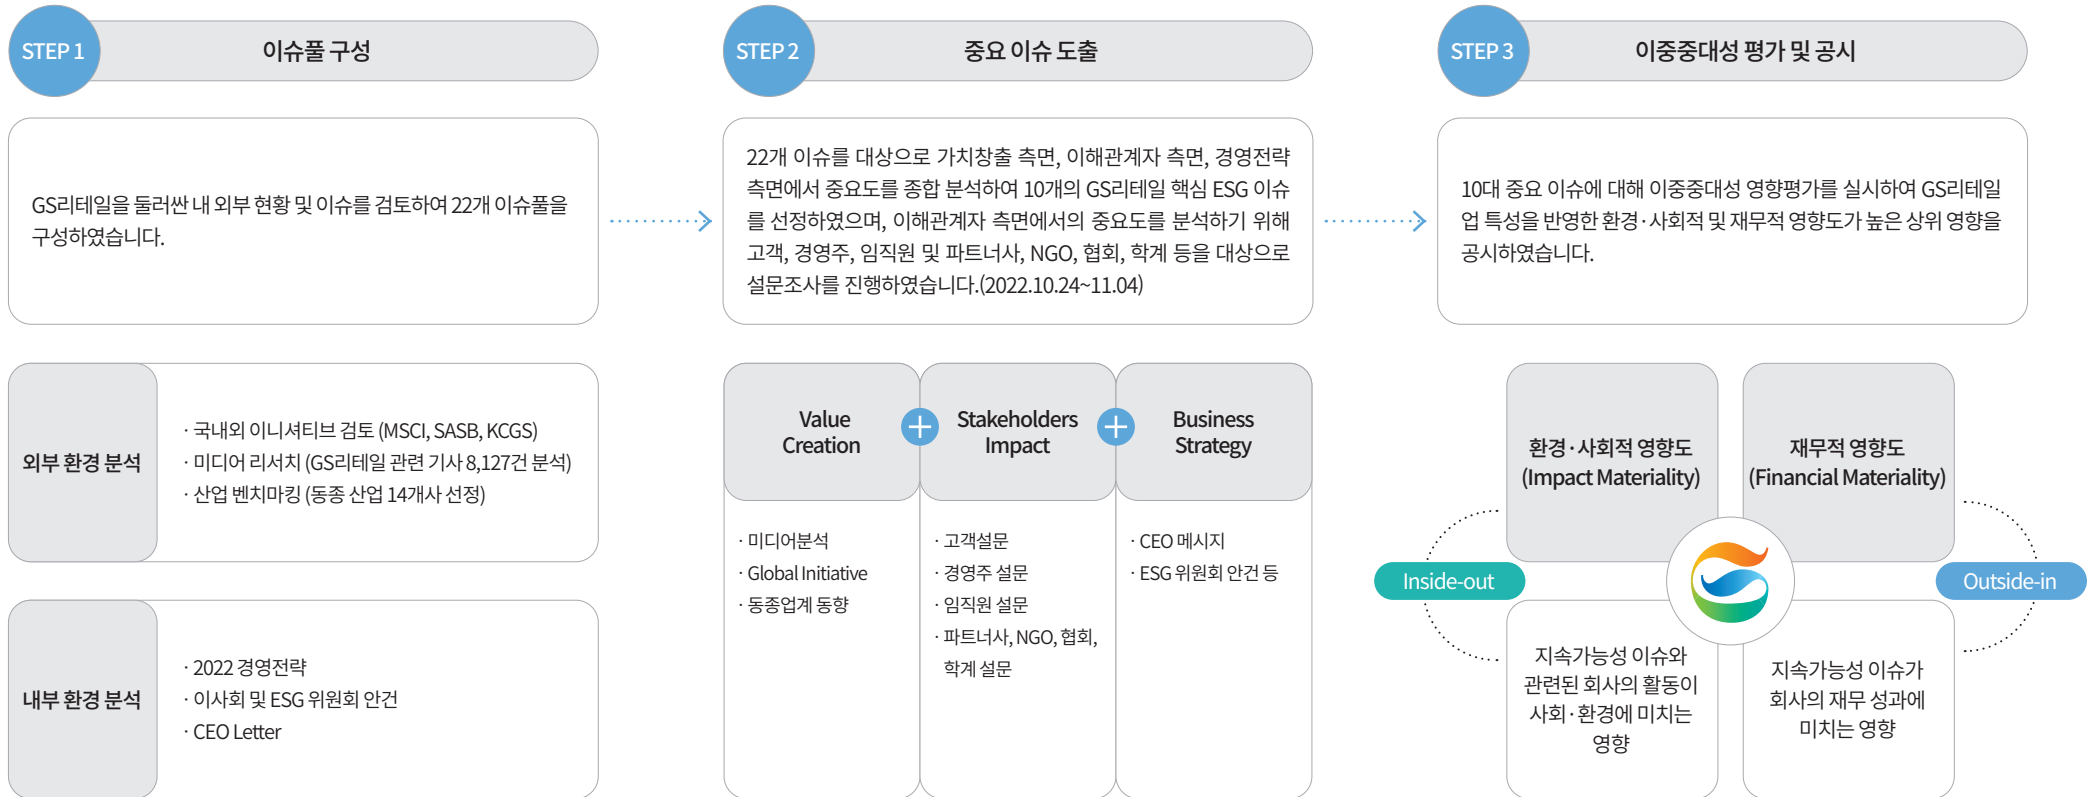 STEP 1
이슈풀 구성
GS리테일을 둘러싼 내 외부 현황 및 이슈를 검토하여 22개 이슈풀을
구성하였습니다.
외부 환경 분석
· 국내외 이니셔티브 검토 (MSCI, SASB, KCGS)
· 미디어 리서치 (GS리테일 관련 기사 8,127건 분석)
· 산업 벤치마킹 (동종 산업 14개사 선정)
내부 환경 분석
· 2022 경영전략
· 이사회 및 ESG 위원회 안건
· CEO Letter
STEP 2
중요 이슈 도출
22개 이슈를 대상으로 가치창출 측면, 이해관계자 측면, 경영전략
측면에서 중요도를 종합 분석하여 10개의 GS리테일 핵심 ESG 이슈
를 선정하였으며, 이해관계자 측면에서의 중요도를 분석하기 위해
고객, 경영주, 임직원 및 파트너사, NGO, 협회, 학계 등을 대상으로
설문조사를 진행하였습니다.(2022.10.24~11.04)
Value
Creation
· 미디어분석
· Global Initiative
· 동종업계 동향
Stakeholders
Impact
· 고객설문
· 경영주 설문
· 임직원 설문
· 파트너사, NGO, 협회,
학계 설문
Business
Strategy
· CEO 메시지
· ESG 위원회 안건 등
STEP 3
이중중대성 평가 및 공시
10대 중요 이슈에 대해 이중중대성 영향평가를 실시하여 GS리테일
업 특성을 반영한 환경·사회적 및 재무적 영향도가 높은 상위 영향을
공시하였습니다.
환경·사회적 영향도
(Impact Materiality)
Inside-out
지속가능성 이슈와
관련된 회사의 활동이
사회·환경에 미치는
영향
재무적 영향도
(Financial Materiality)
Outside-in
지속가능성 이슈가
회사의 재무 성과에
미치는 영향